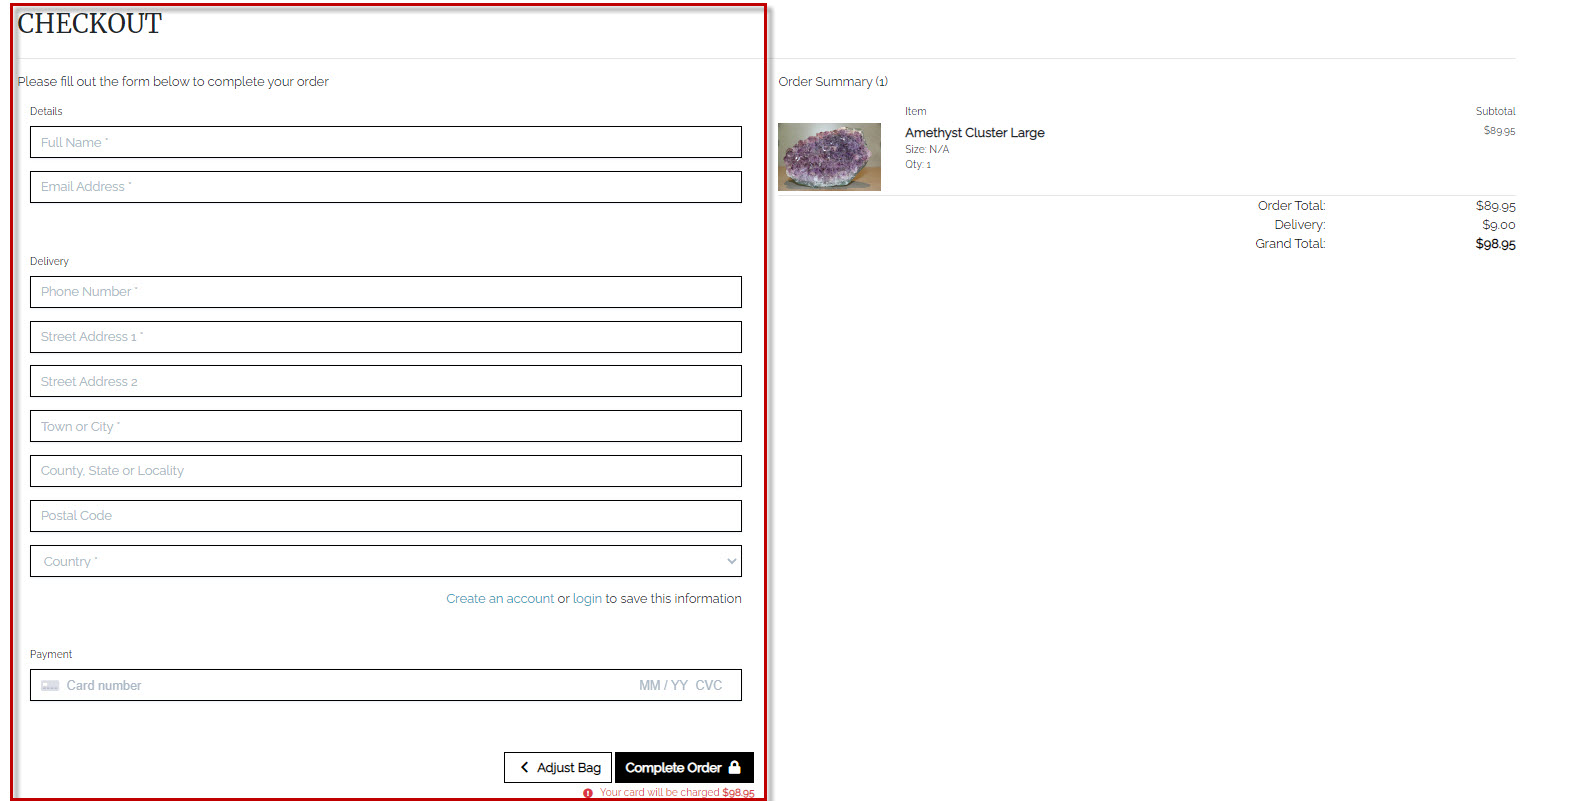 CHECKOUT
Please fill out the form below to complete your order
Details
Full Name *
Email Address *
Delivery
Phone Number *
Street Address 1 *
Street Address 2
Town or City *
County, State or Locality
Postal Code
Country *
Create an account or login to save this information
Payment
Card number MM / YY CVC
Adjust Bag Complete Order
Your card will be charged $98.95
Order Summary (1)
Item Subtotal
Amethyst Cluster Large $89.95
Size: N/A
Qty: 1
Order Total: $89.95
Delivery: $9.00
Grand Total: $98.95